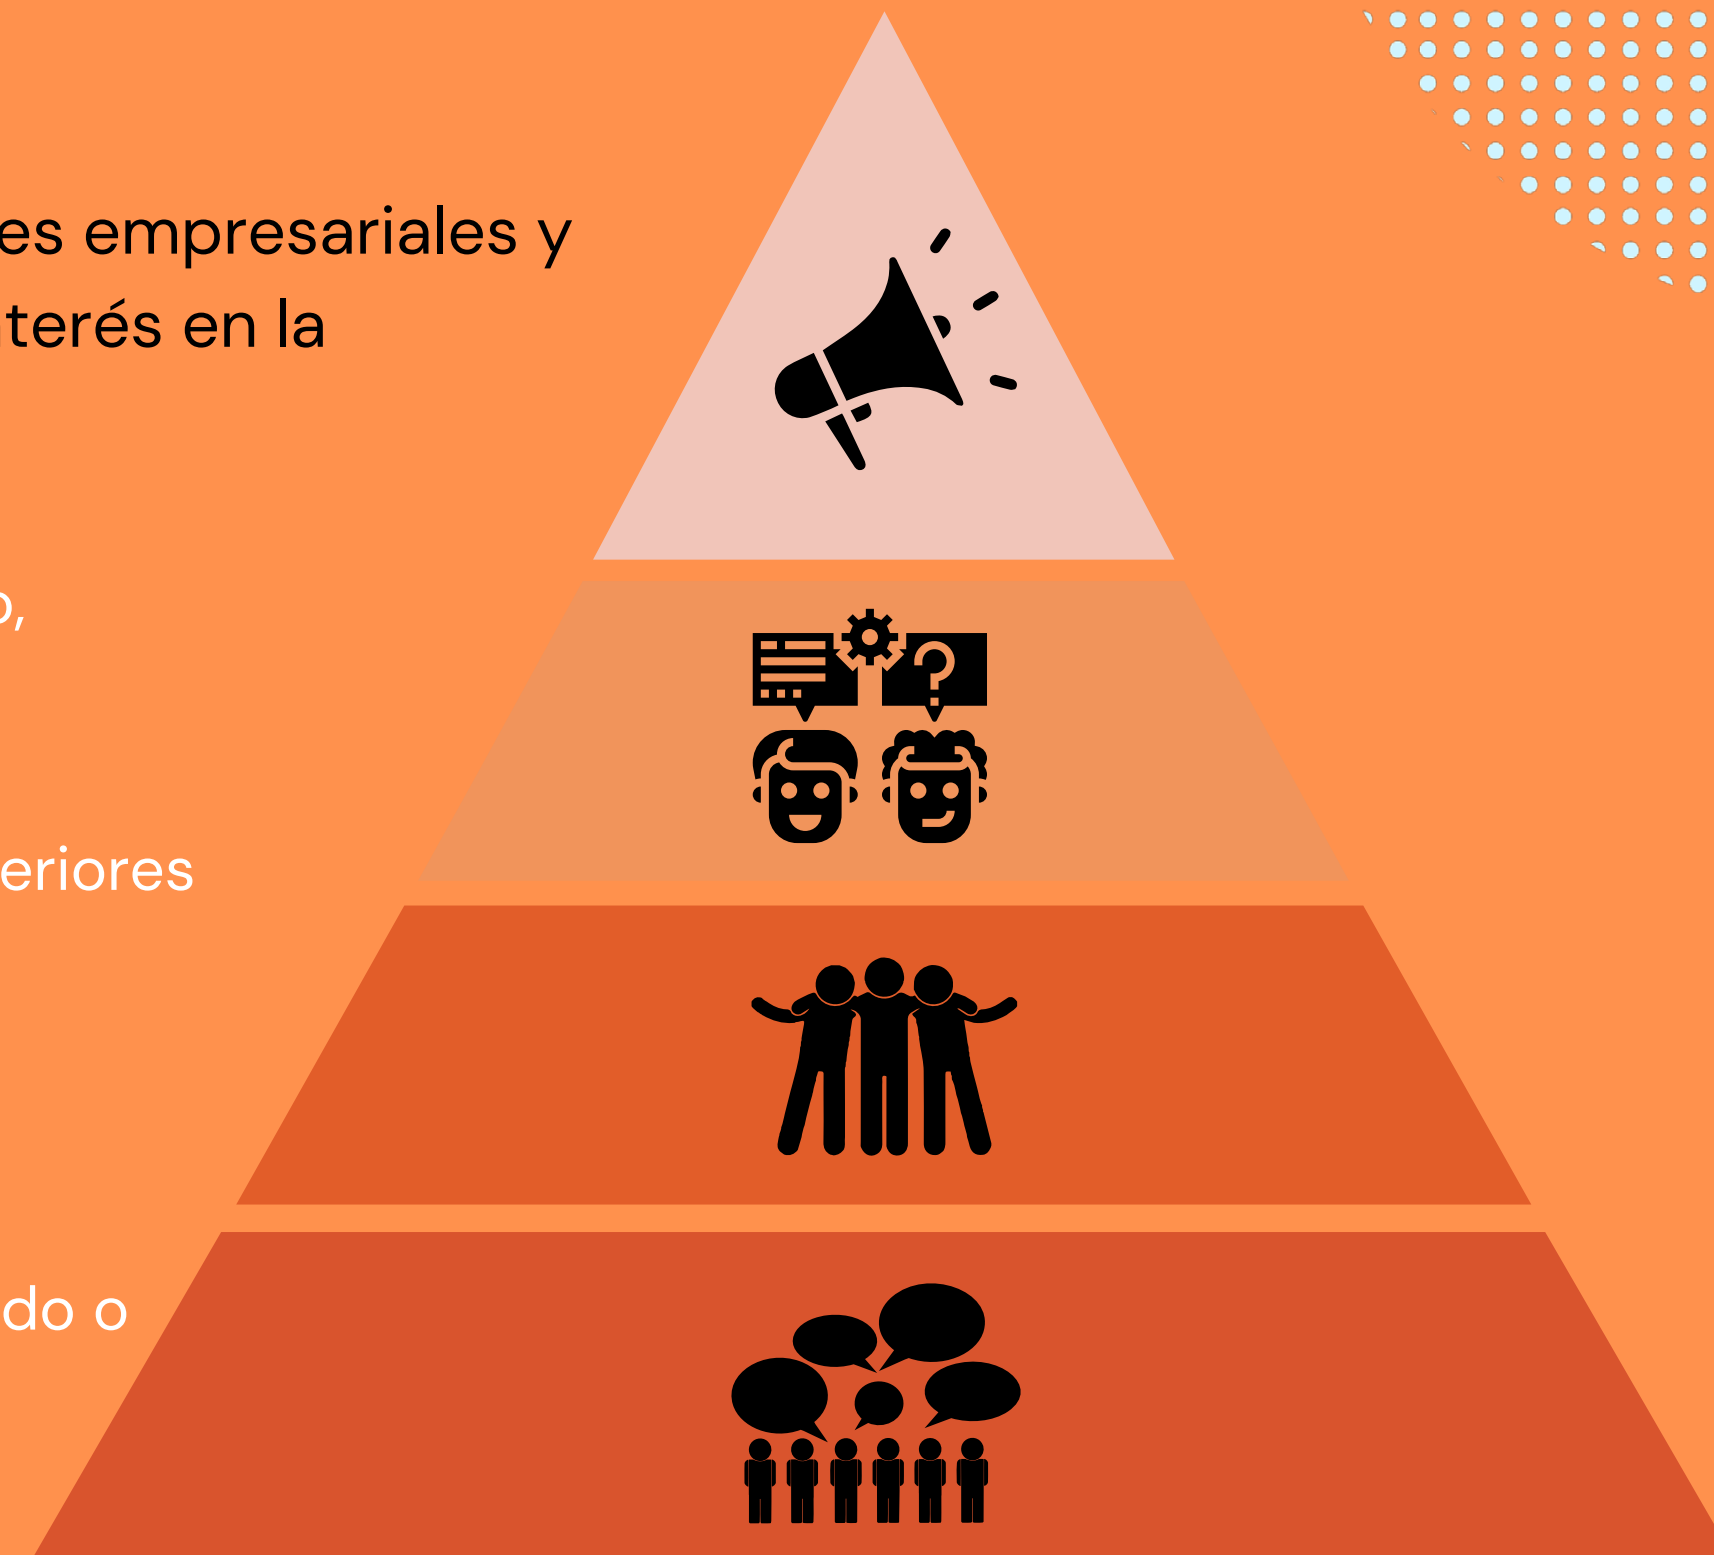 es empresariales y
terés en la
o,
eriores
do o